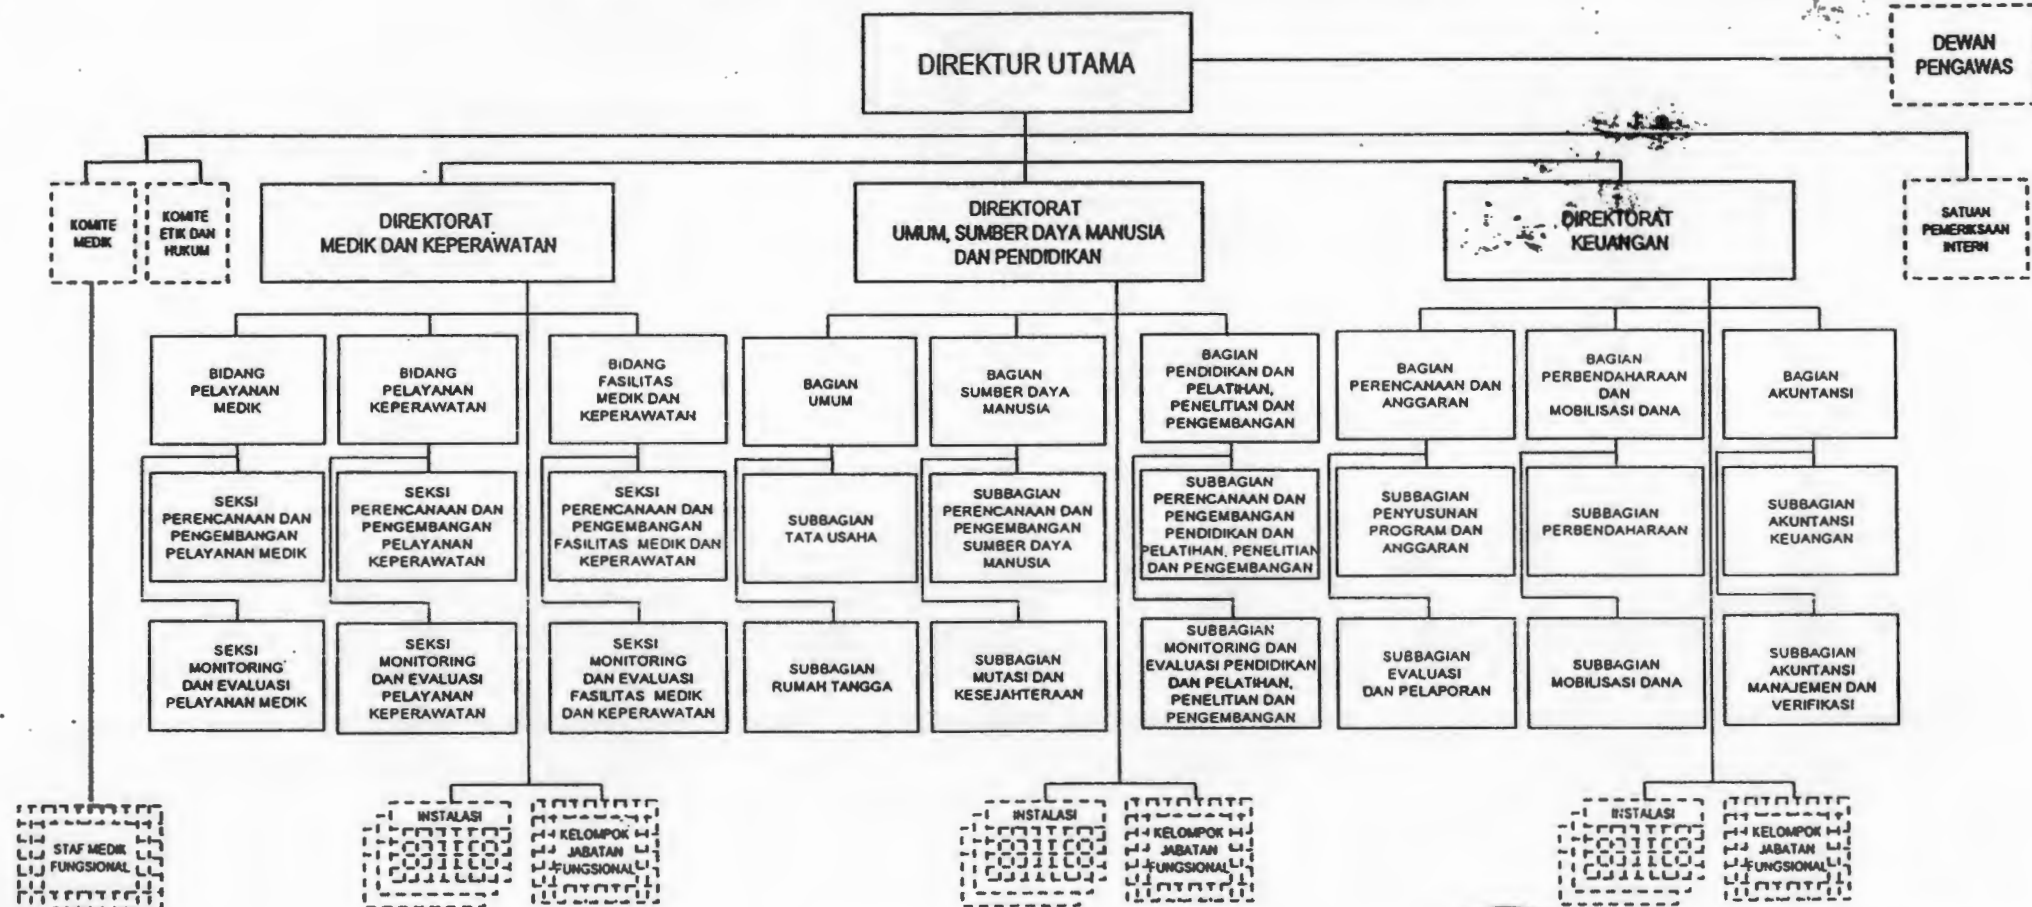 DIREKTUR UTAMA
DEWAN
PENGAWAS
KOMITE
MEDIK
KOMITE
ETIK DAN
HUKUM
DIREKTORAT
MEDIK DAN KEPERAWATAN
DIREKTORAT
UMUM, SUMBER DAYA MANUSIA
DAN PENDIDIKAN
DIREKTORAT
KEUANGAN
SATUAN
PEMERIKSAAN
INTERN
BIDANG
PELAYANAN
MEDIK
BIDANG
PELAYANAN
KEPERAWATAN
BIDANG
FASILITAS
MEDIK DAN
KEPERAWATAN
BAGIAN
UMUM
BAGIAN
SUMBER DAYA
MANUSIA
BAGIAN
PENDIDIKAN DAN
PELATIHAN,
PENELITIAN DAN
PENGEMBANGAN
BAGIAN
PERENCANAAN DAN
ANGGARAN
BAGIAN
PERBENDAHARAAN
DAN
MOBILISASI DANA
BAGIAN
AKUNTANSI
SEKSI
PERENCANAAN DAN
PENGEMBANGAN
PELAYANAN MEDIK
SEKSI
PERENCANAAN DAN
PENGEMBANGAN
PELAYANAN
KEPERAWATAN
SEKSI
PERENCANAAN DAN
PENGEMBANGAN
FASILITAS MEDIK DAN
KEPERAWATAN
SUBBAGIAN
TATA USAHA
SUBBAGIAN
PERENCANAAN DAN
PENGEMBANGAN
SUMBER DAYA
MANUSIA
SUBBAGIAN
PERENCANAAN DAN
PENGEMBANGAN
PENDIDIKAN DAN
PELATIHAN, PENELITIAN
DAN PENGEMBANGAN
SUBBAGIAN
PENYUSUNAN
PROGRAM DAN
ANGGARAN
SUBBAGIAN
PERBENDAHARAAN
SUBBAGIAN
AKUNTANSI
KEUANGAN
SEKSI
MONITORING
DAN EVALUASI
PELAYANAN MEDIK
SEKSI
MONITORING
DAN EVALUASI
PELAYANAN
KEPERAWATAN
SEKSI
MONITORING
DAN EVALUASI
FASILITAS MEDIK
DAN KEPERAWATAN
SUBBAGIAN
RUMAH TANGGA
SUBBAGIAN
MUTASI DAN
KESEJAHTERAAN
SUBBAGIAN
MONITORING DAN
EVALUASI PENDIDIKAN
DAN PELATIHAN,
PENELITIAN DAN
PENGEMBANGAN
SUBBAGIAN
EVALUASI
DAN PELAPORAN
SUBBAGIAN
MOBILISASI DANA
SUBBAGIAN
AKUNTANSI
MANAJEMEN DAN
VERIFIKASI
STAF MEDIK
FUNGSIONAL
INSTALASI
KELOMPOK
JABATAN
FUNGSIONAL
INSTALASI
KELOMPOK
JABATAN
FUNGSIONAL
INSTALASI
KELOMPOK
JABATAN
FUNGSIONAL